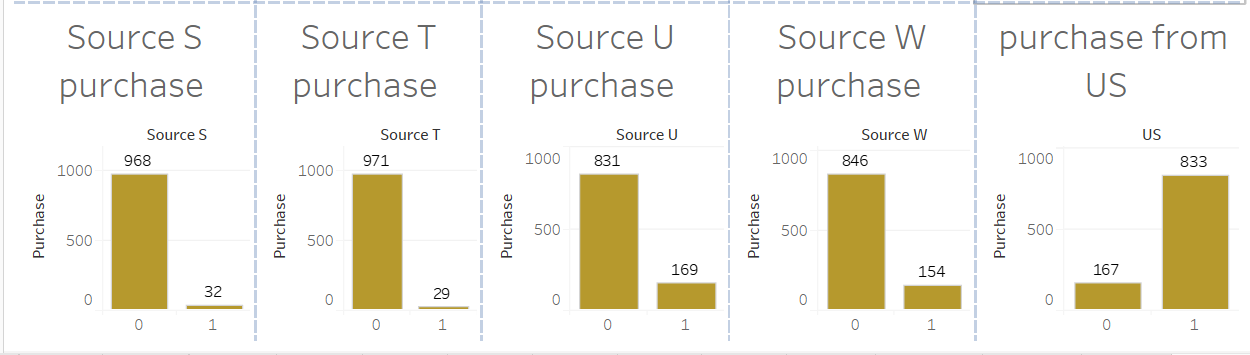 Source S
purchase
Source S
Purchase
1000
500
0
968
32
0
1
Source T
purchase
Source T
Purchase
1000
500
0
971
29
0
1
Source U
purchase
Source U
Purchase
1000
500
0
831
169
0
1
Source W
purchase
Source W
Purchase
1000
500
0
846
154
0
1
purchase from
US
US
Purchase
1000
500
0
167
833
0
1